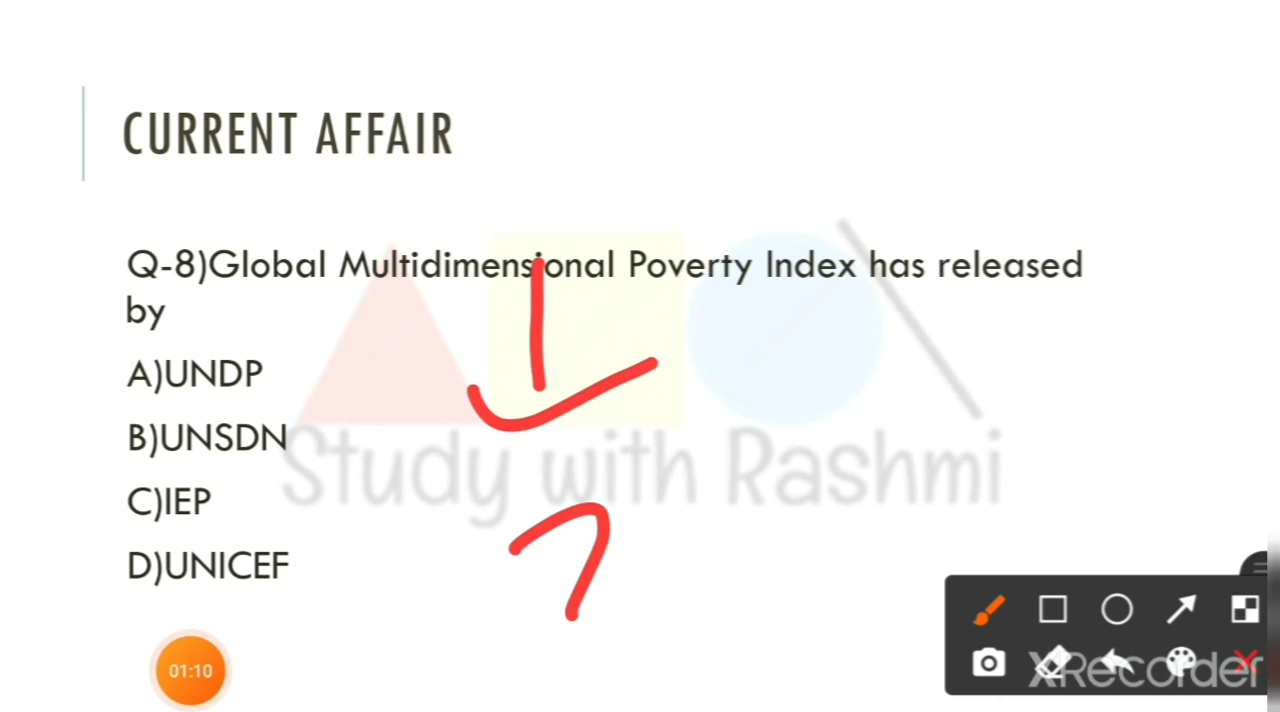 CURRENT AFFAIR
Q-8)Global Multidimensional Poverty Index has released
by
A)UNDP
B)UNSDN
Study with Rashmi
C)IEP
D)UNICEF
01:10
XRecorder